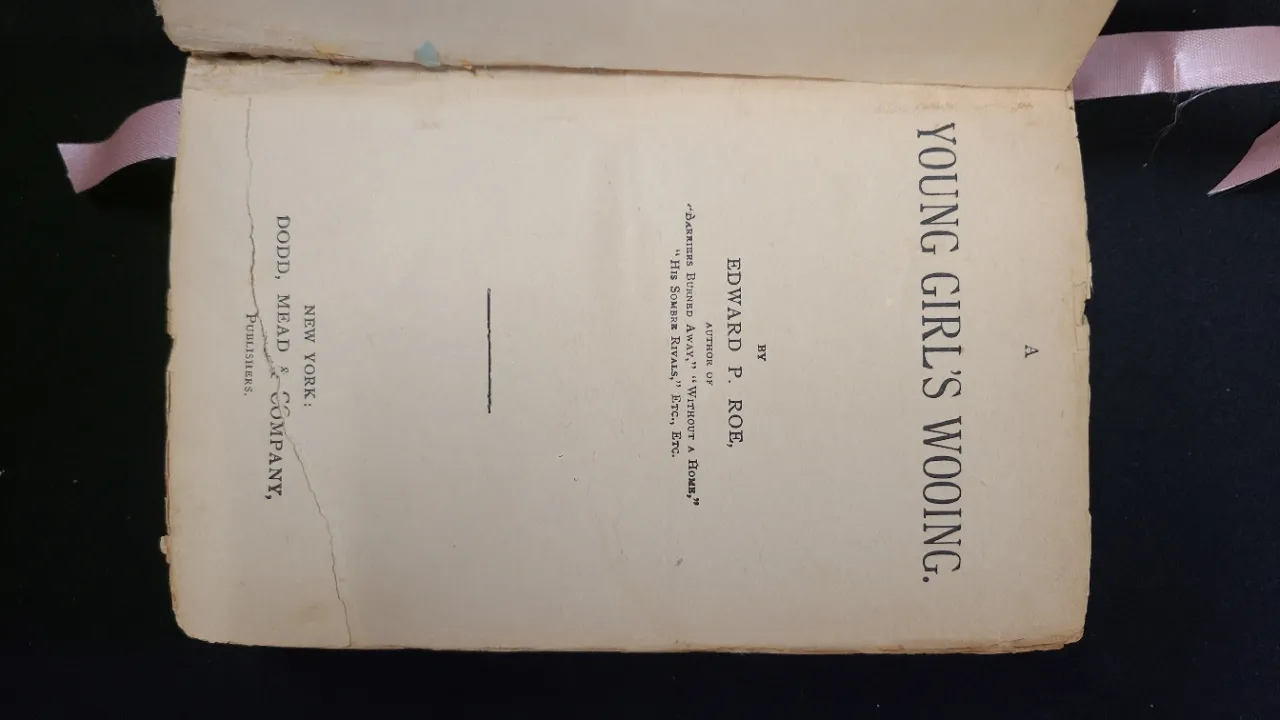 A
YOUNG GIRL'S WOOING.
BY
EDWARD P. ROE,
AUTHOR OF
"BARRIERS BURNED AWAY," "WITHOUT A HOME,"
"HIS SOMBRE RIVALS," ETC., ETC.
NEW YORK:
DODD, MEAD & COMPANY,
PUBLISHERS.